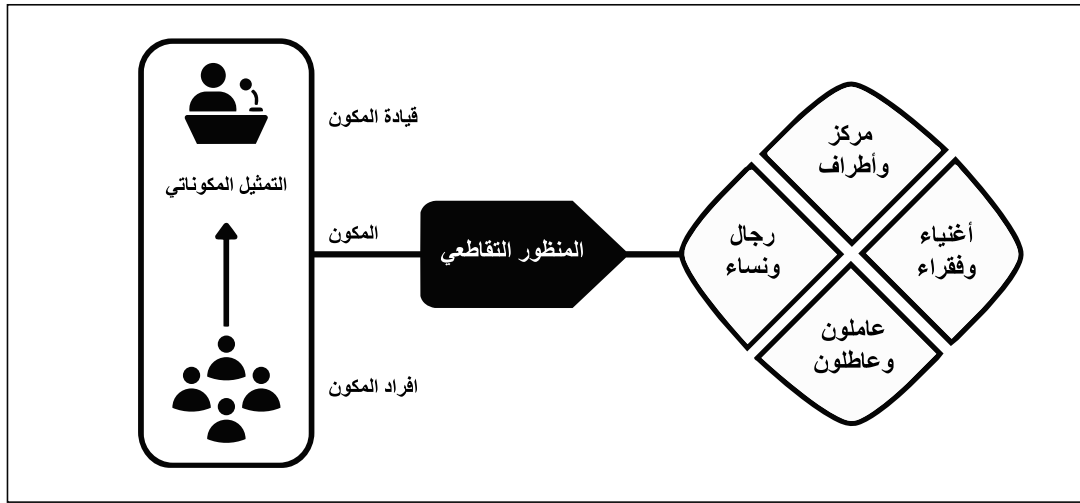 قيادة المكون
التمثيل المكوناتي
المكون
افراد المكون
المنظور التقاطعي
مركز
وأطراف
أغنياء
وفقراء
رجال
ونساء
عاملون
وعاطلون